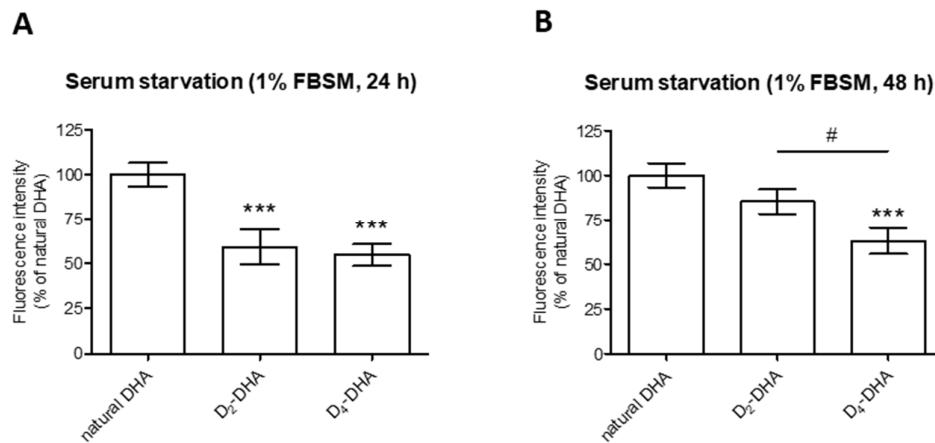 A
Serum starvation (1% FBSM, 24 h)
Fluorescence intensity
(% of natural DHA)
125
100
75
50
25
0
***
***
natural DHA
D₂-DHA
D₄-DHA
B
Serum starvation (1% FBSM, 48 h)
Fluorescence intensity
(% of natural DHA)
125
100
75
50
25
0
#
***
natural DHA
D₂-DHA
D₄-DHA